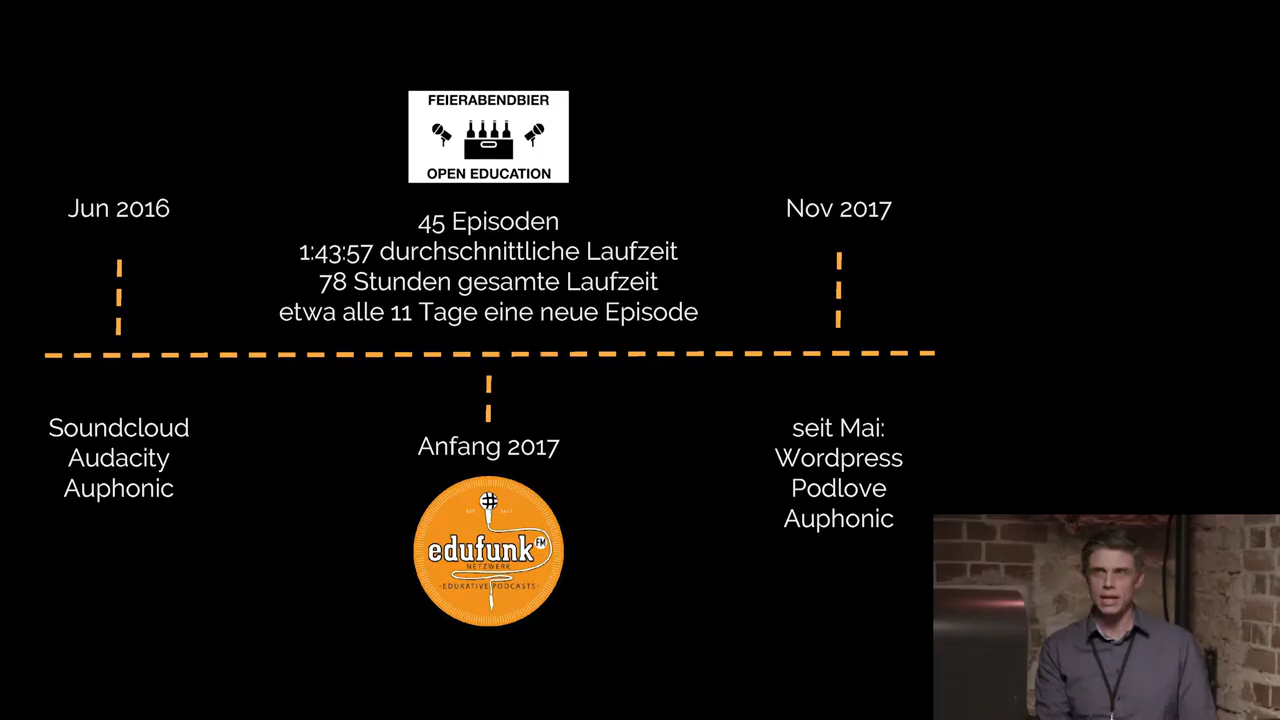 FEIERABENDBIER
OPEN EDUCATION
Jun 2016
45 Episoden
1:43:57 durchschnittliche Laufzeit
78 Stunden gesamte Laufzeit
etwa alle 11 Tage eine neue Episode
Nov 2017
Soundcloud
Audacity
Auphonic
Anfang 2017
edufunk FM
NETZWERK
-EDUKATIVE PODCASTS-
seit Mai:
Wordpress
Podlove
Auphonic